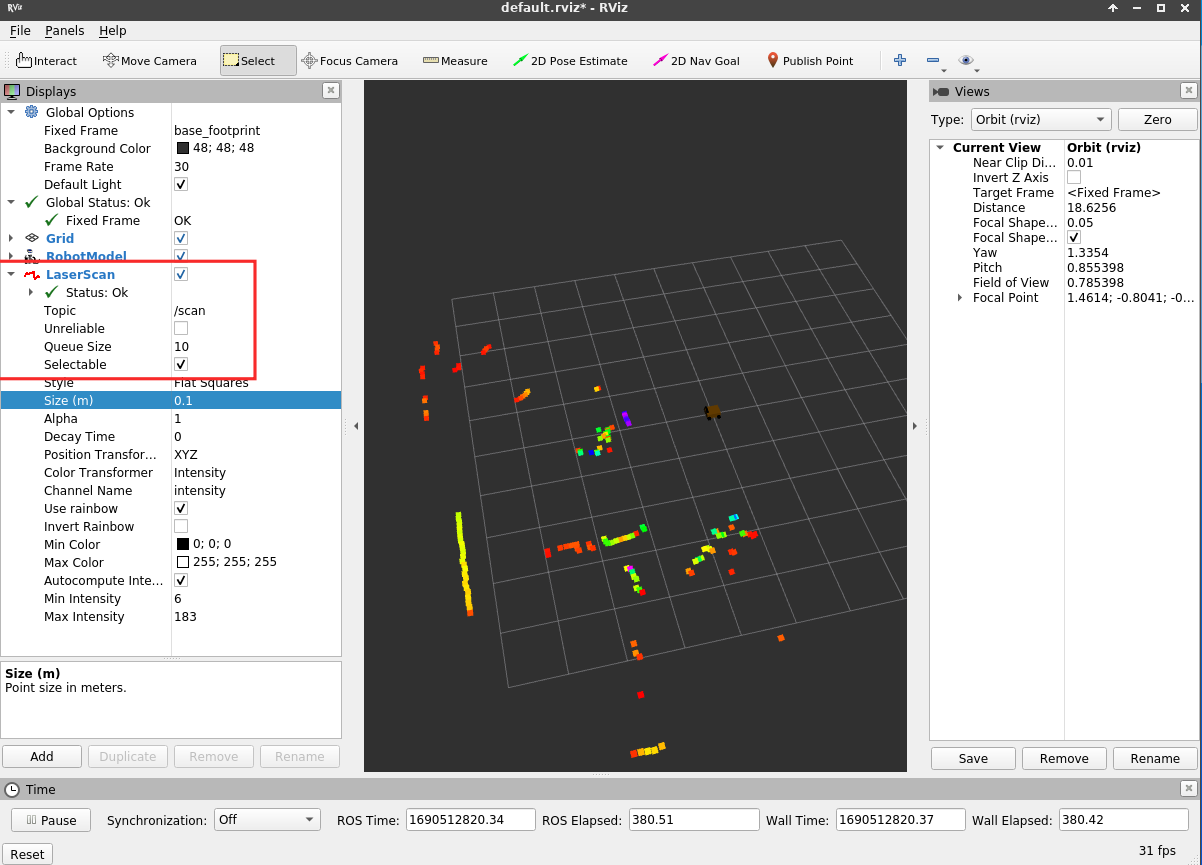 RViz
default.rviz* - RViz
File Panels Help
Interact Move Camera Select Focus Camera Measure 2D Pose Estimate 2D Nav Goal Publish Point
Displays
Global Options
Fixed Frame base_footprint
Background Color 48; 48; 48
Frame Rate 30
Default Light
Global Status: Ok
Fixed Frame OK
Grid
RobotModel
LaserScan
Status: Ok
Topic /scan
Unreliable
Queue Size 10
Selectable
Style Flat Squares
Size (m) 0.1
Alpha 1
Decay Time 0
Position Transfor... XYZ
Color Transformer Intensity
Channel Name intensity
Use rainbow
Invert Rainbow
Min Color 0; 0; 0
Max Color 255; 255; 255
Autocompute Inte...
Min Intensity 6
Max Intensity 183
Size (m)
Point size in meters.
Add Duplicate Remove Rename
Views
Type: Orbit (rviz) Zero
Current View Orbit (rviz)
Near Clip Di... 0.01
Invert Z Axis
Target Frame <Fixed Frame>
Distance 18.6256
Focal Shape... 0.05
Focal Shape...
Yaw 1.3354
Pitch 0.855398
Field of View 0.785398
Focal Point 1.4614; -0.8041; -0...
Save Remove Rename
Time
Pause Synchronization: Off ROS Time: 1690512820.34 ROS Elapsed: 380.51 Wall Time: 1690512820.37 Wall Elapsed: 380.42
Reset 31 fps